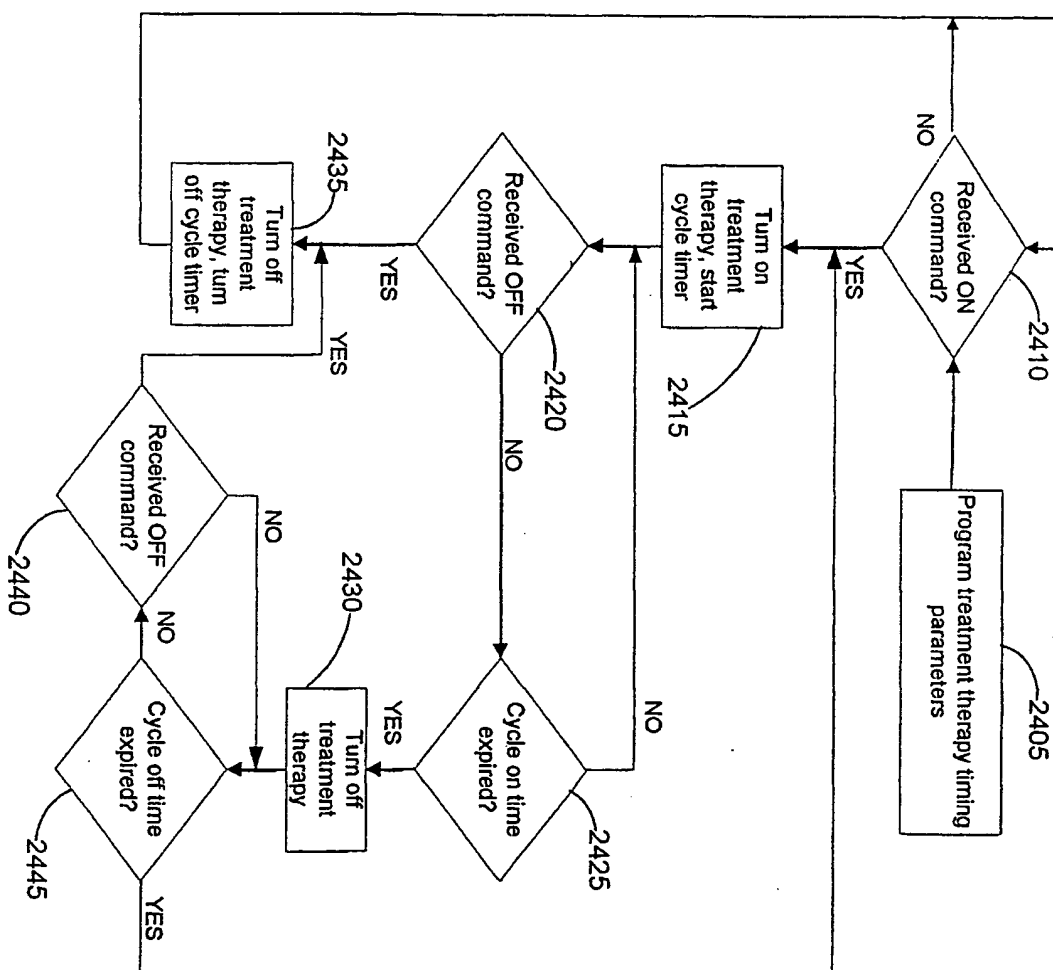 Program treatment therapy timing
parameters
2405
Received ON
command?
2410
NO
YES
Turn on
treatment
therapy, start
cycle timer
2415
Received OFF
command?
2420
NO
YES
Cycle on time
expired?
2425
NO
YES
Turn off
treatment
therapy
2430
Turn off
treatment
therapy, turn
off cycle timer
2435
YES
Received OFF
command?
2440
NO
NO
Cycle off time
expired?
2445
YES